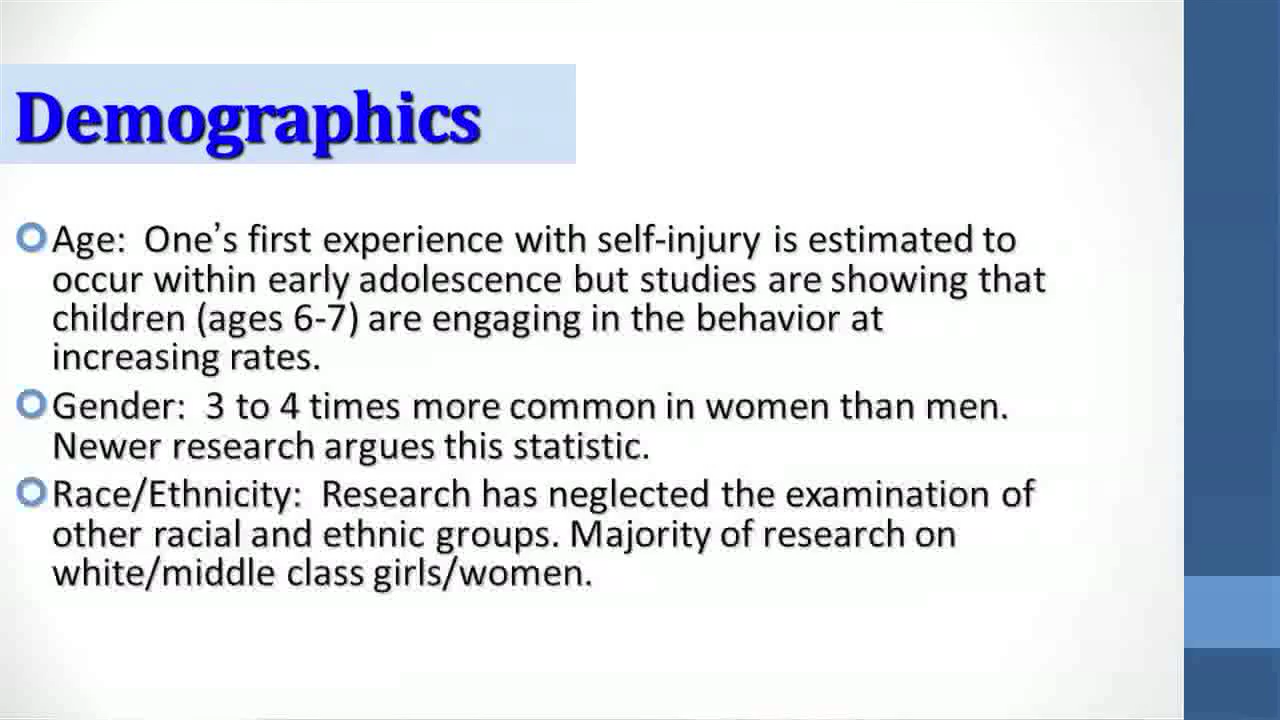 Demographics
Age:  One’s first experience with self-injury is estimated to
occur within early adolescence but studies are showing that
children (ages 6-7) are engaging in the behavior at
increasing rates.
Gender:  3 to 4 times more common in women than men.
Newer research argues this statistic.
Race/Ethnicity:  Research has neglected the examination of
other racial and ethnic groups. Majority of research on
white/middle class girls/women.